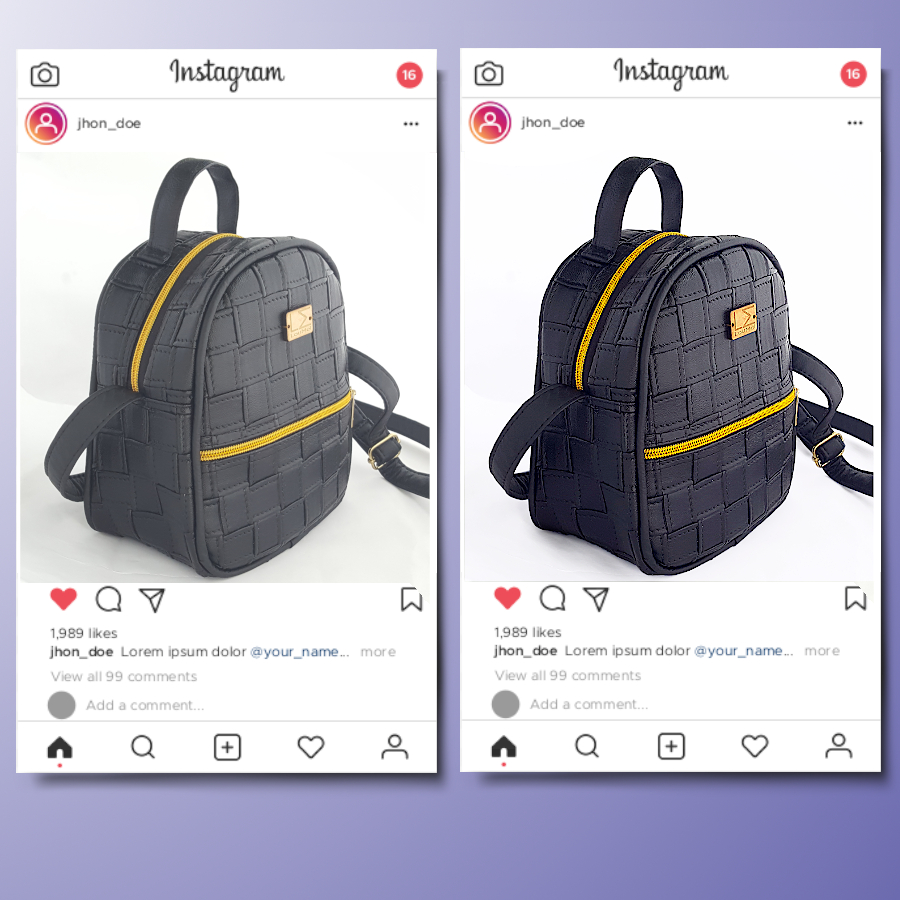 Instagram
16
jhon_doe
1,989 likes
jhon_doe Lorem ipsum dolor @your_name... more
View all 99 comments
Add a comment...
Instagram
16
jhon_doe
1,989 likes
jhon_doe Lorem ipsum dolor @your_name... more
View all 99 comments
Add a comment...